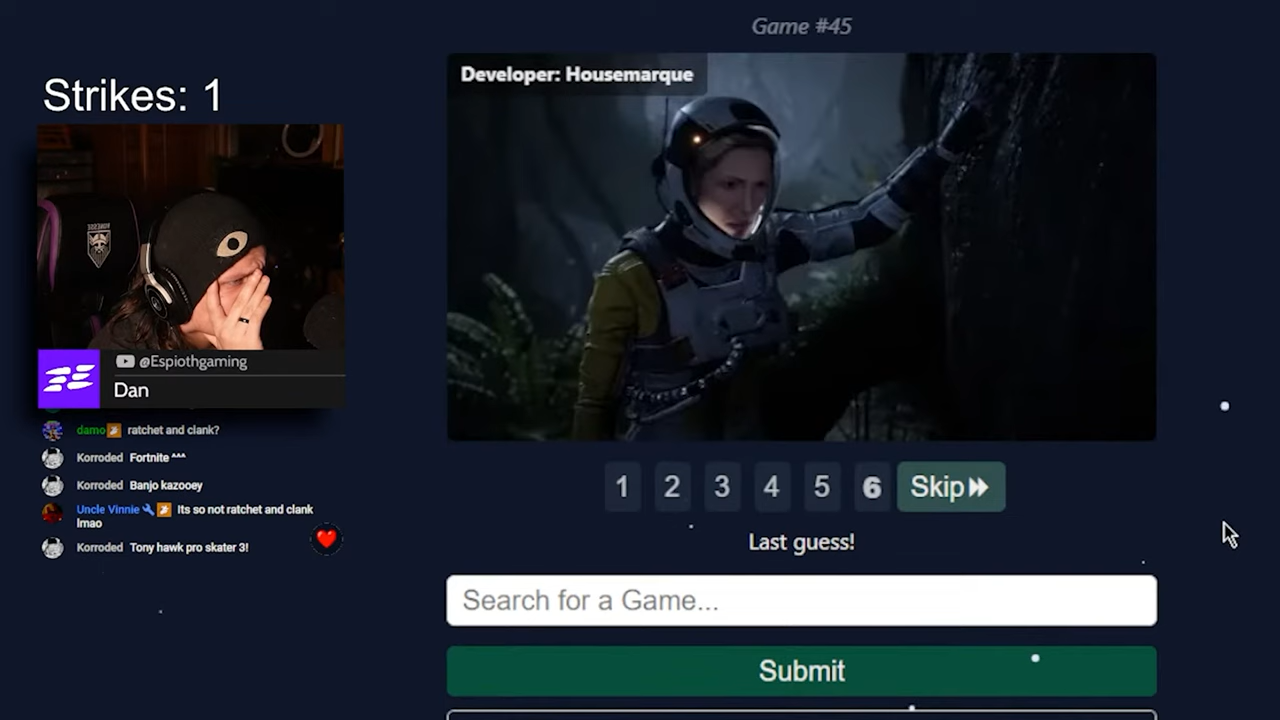 Game #45
Developer: Housemarque
Strikes: 1
@Espiothgaming
Dan
damo ratchet and clank?
Korroded Fortnite ^^^
Korroded Banjo kazooey
Uncle Vinnie Its so not ratchet and clank
lmao
Korroded Tony hawk pro skater 3!
1 2 3 4 5 6 Skip
Last guess!
Search for a Game...
Submit